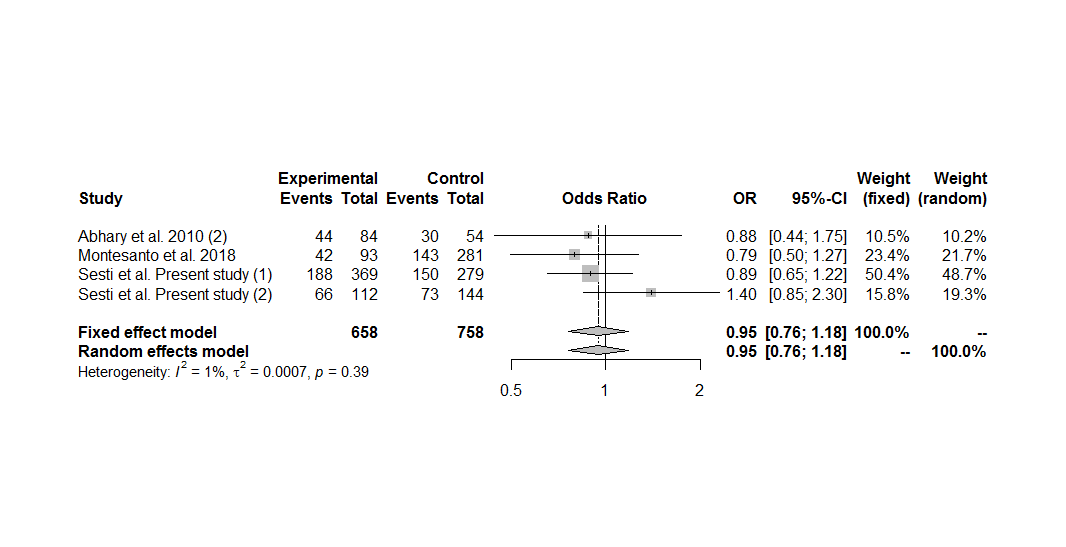 Experimental Control Weight Weight
Study Events Total Events Total Odds Ratio OR 95%-CI (fixed) (random)
Abhary et al. 2010 (2) 44 84 30 54 0.88 [0.44; 1.75] 10.5% 10.2%
Montesanto et al. 2018 42 93 143 281 0.79 [0.50; 1.27] 23.4% 21.7%
Sesti et al. Present study (1) 188 369 150 279 0.89 [0.65; 1.22] 50.4% 48.7%
Sesti et al. Present study (2) 66 112 73 144 1.40 [0.85; 2.30] 15.8% 19.3%
Fixed effect model 658 758 0.95 [0.76; 1.18] 100.0% --
Random effects model 0.95 [0.76; 1.18] -- 100.0%
Heterogeneity: I² = 1%, τ² = 0.0007, p = 0.39
0.5 1 2